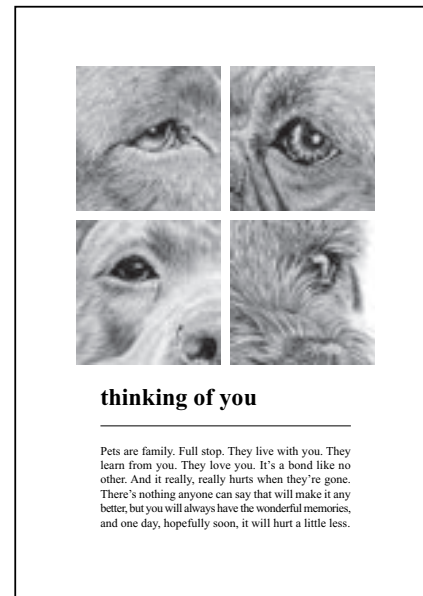 thinking of you
Pets are family. Full stop. They live with you. They
learn from you. They love you. It’s a bond like no
other. And it really, really hurts when they’re gone.
There’s nothing anyone can say that will make it any
better, but you will always have the wonderful memories,
and one day, hopefully soon, it will hurt a little less.